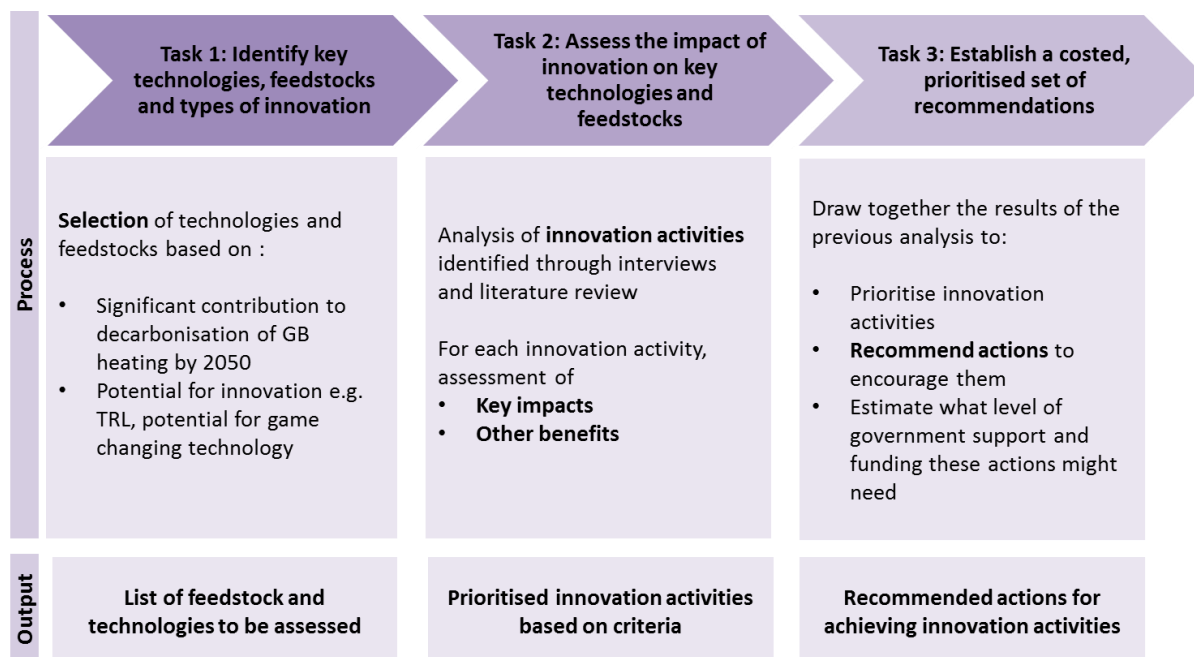 Task 1: Identify key
technologies, feedstocks
and types of innovation
Task 2: Assess the impact of
innovation on key
technologies and
feedstocks
Task 3: Establish a costed,
prioritised set of
recommendations
Process
Selection of technologies and
feedstocks based on :
• Significant contribution to
decarbonisation of GB
heating by 2050
• Potential for innovation e.g.
TRL, potential for game
changing technology
Analysis of innovation activities
identified through interviews
and literature review
For each innovation activity,
assessment of
• Key impacts
• Other benefits
Draw together the results of the
previous analysis to:
• Prioritise innovation
activities
• Recommend actions to
encourage them
• Estimate what level of
government support and
funding these actions might
need
Output
List of feedstock and
technologies to be assessed
Prioritised innovation activities
based on criteria
Recommended actions for
achieving innovation activities